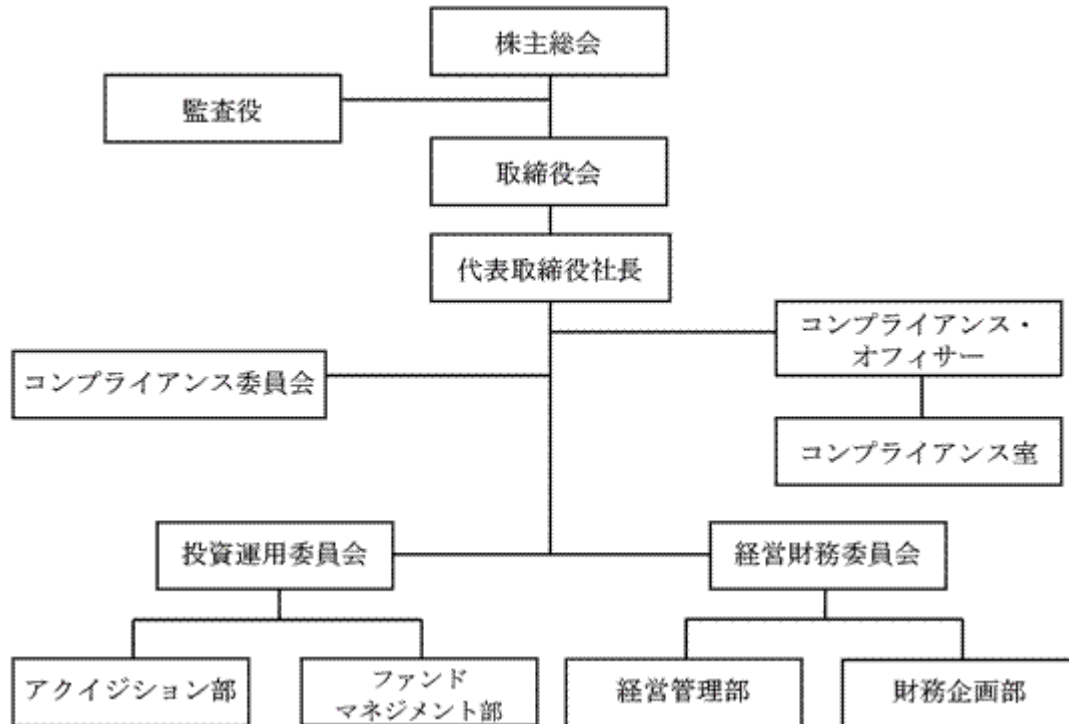 株主総会
監査役
取締役会
代表取締役社長
コンプライアンス・
オフィサー
コンプライアンス委員会
コンプライアンス室
投資運用委員会
経営財務委員会
アクイジション部
ファンド
マネジメント部
経営管理部
財務企画部